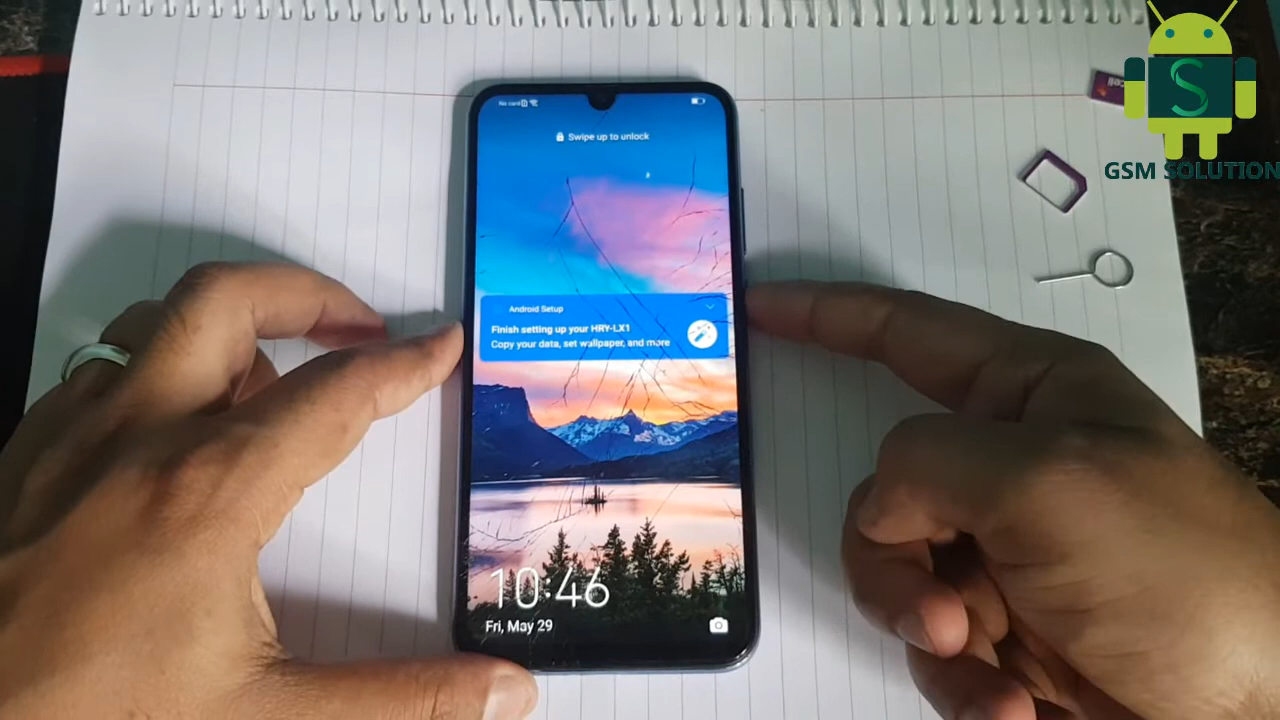 No card
Swipe up to unlock
Android Setup
Finish setting up your HRY-LX1
Copy your data, set wallpaper, and more
10:46
Fri, May 29
S
GSM SOLUTION